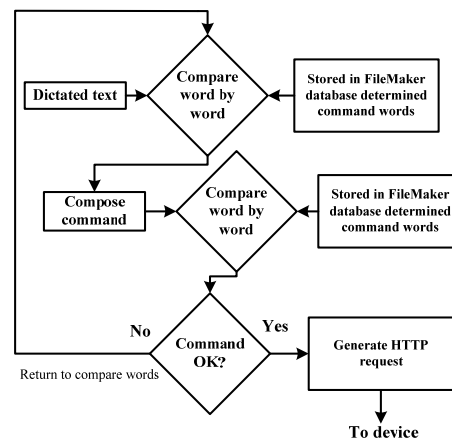 Dictated text
Compare
word by
word
Stored in FileMaker
database determined
command words
Compose
command
Compare
word by
word
Stored in FileMaker
database determined
command words
No
Yes
Command
OK?
Generate HTTP
request
Return to compare words
To device